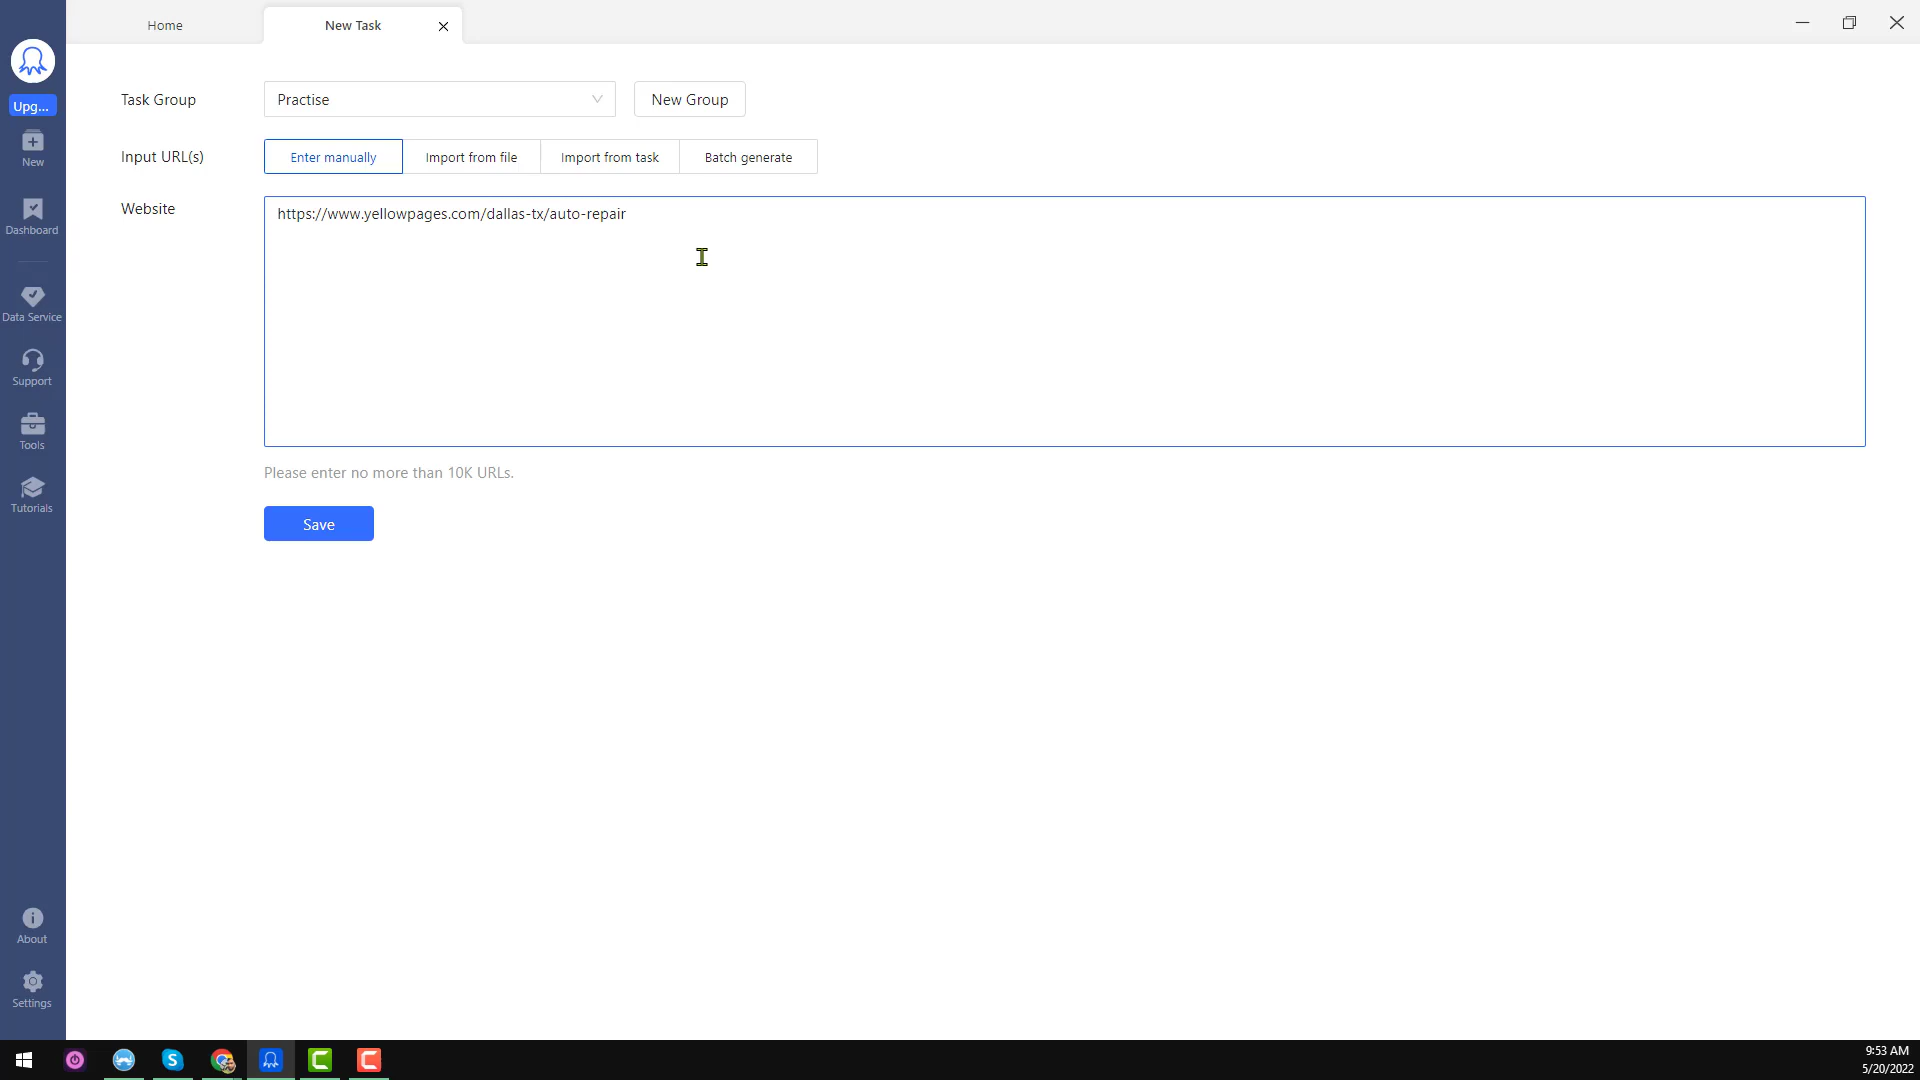 Home
New Task
Upg...
New
Dashboard
Data Service
Support
Tools
Tutorials
About
Settings
Task Group
Practise
New Group
Input URL(s)
Enter manually
Import from file
Import from task
Batch generate
Website
https://www.yellowpages.com/dallas-tx/auto-repair
Please enter no more than 10K URLs.
Save
9:53 AM
5/20/2022